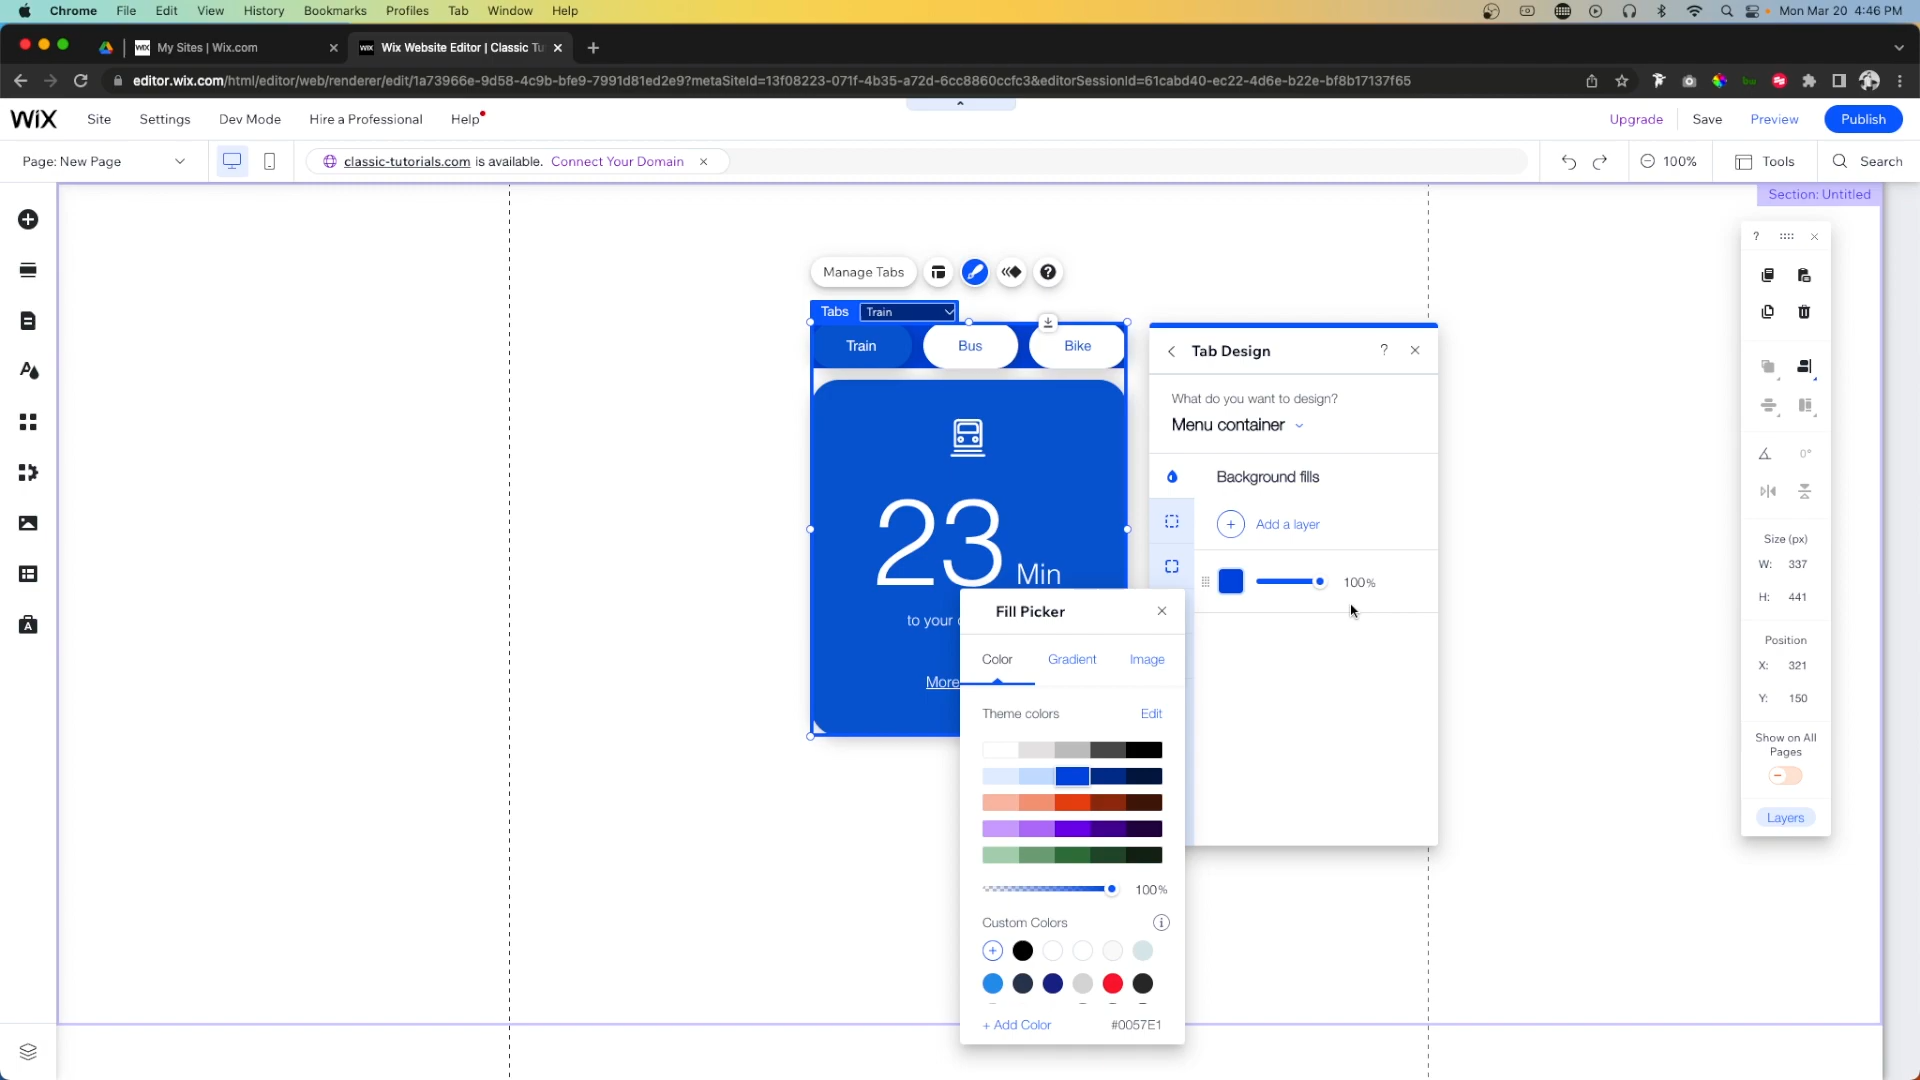 Chrome File Edit View History Bookmarks Profiles Tab Window Help Mon Mar 20 4:46 PM
WiX My Sites | Wix.com WiX Wix Website Editor | Classic Tu
editor.wix.com/html/editor/web/renderer/edit/1a73966e-9d58-4c9b-bfe9-7991d81ed2e9?metaSiteId=13f08223-071f-4b35-a72d-6cc8860ccfc3&editorSessionId=61cabd40-ec22-4d6e-b22e-bf8b17137f65
WiX Site Settings Dev Mode Hire a Professional Help Upgrade Save Preview Publish
Page: New Page classic-tutorials.com is available. Connect Your Domain 100% Tools Search
Section: Untitled
Manage Tabs
Tabs Train
Train Bus Bike
23 Min
to your
More
Tab Design ?
What do you want to design?
Menu container
Background fills
Add a layer
100%
Fill Picker
Color Gradient Image
Theme colors Edit
100%
Custom Colors
+ Add Color #0057E1
?
0°
Size (px)
W: 337
H: 441
Position
X: 321
Y: 150
Show on All
Pages
Layers